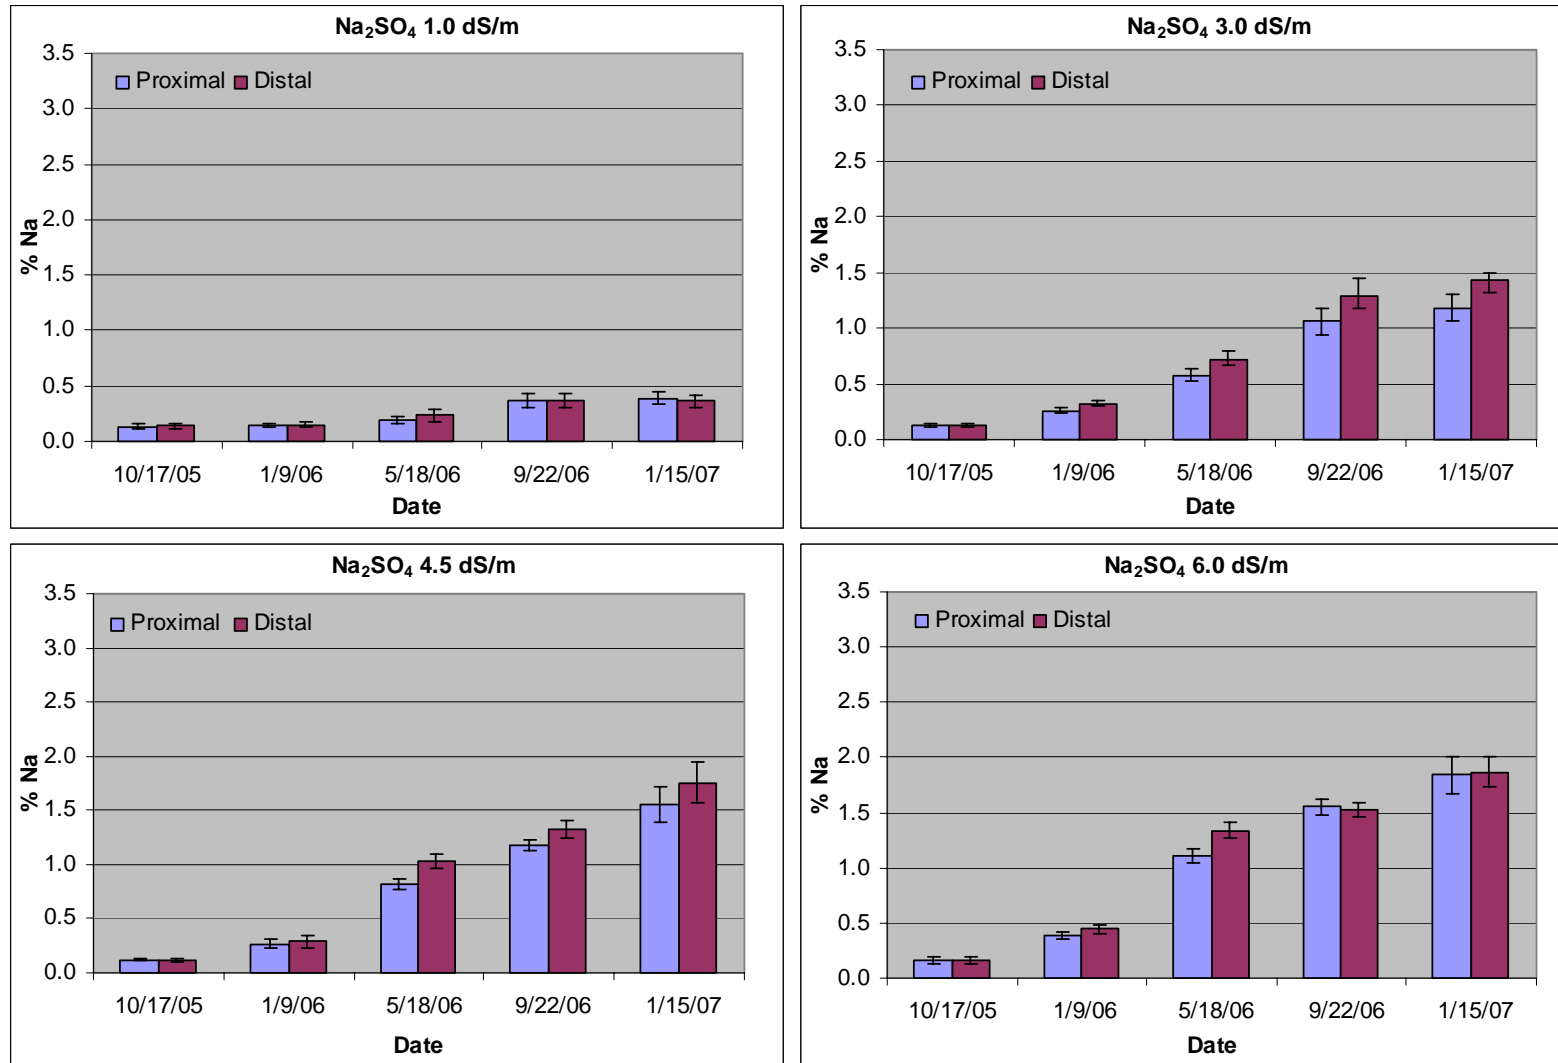 Na₂SO₄ 1.0 dS/m
3.5
3.0
2.5
2.0
1.5
1.0
0.5
0.0
% Na
Proximal Distal
10/17/05 1/9/06 5/18/06 9/22/06 1/15/07
Date
Na₂SO₄ 3.0 dS/m
3.5
3.0
2.5
2.0
1.5
1.0
0.5
0.0
% Na
Proximal Distal
10/17/05 1/9/06 5/18/06 9/22/06 1/15/07
Date
Na₂SO₄ 4.5 dS/m
3.5
3.0
2.5
2.0
1.5
1.0
0.5
0.0
% Na
Proximal Distal
10/17/05 1/9/06 5/18/06 9/22/06 1/15/07
Date
Na₂SO₄ 6.0 dS/m
3.5
3.0
2.5
2.0
1.5
1.0
0.5
0.0
% Na
Proximal Distal
10/17/05 1/9/06 5/18/06 9/22/06 1/15/07
Date